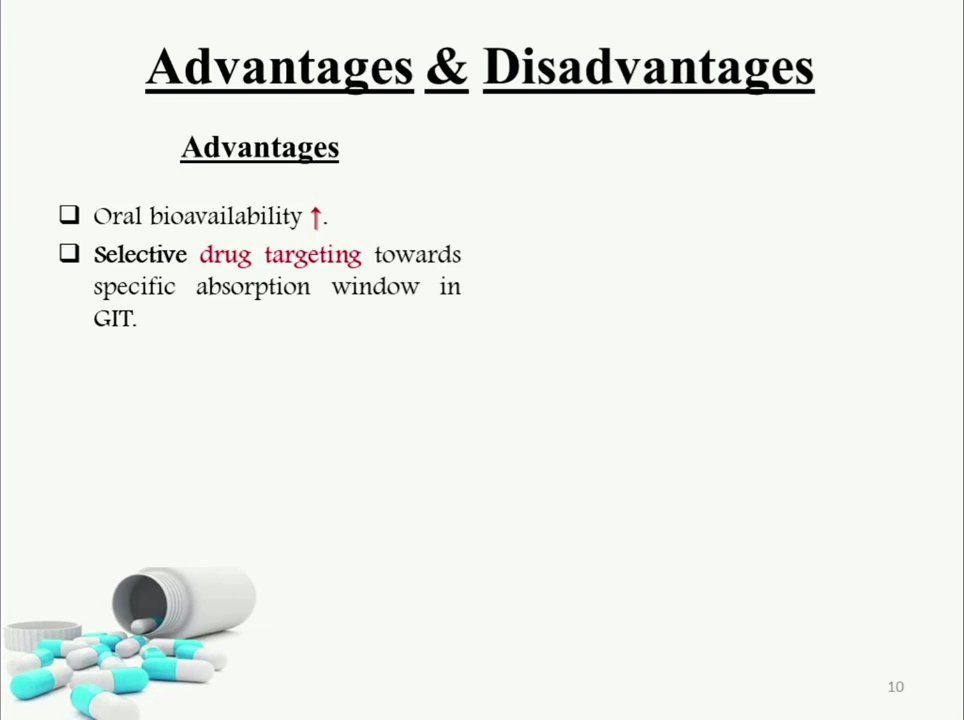 Advantages & Disadvantages
Advantages
❑ Oral bioavailability ↑.
❑ Selective drug targeting towards
specific absorption window in
GIT.
10